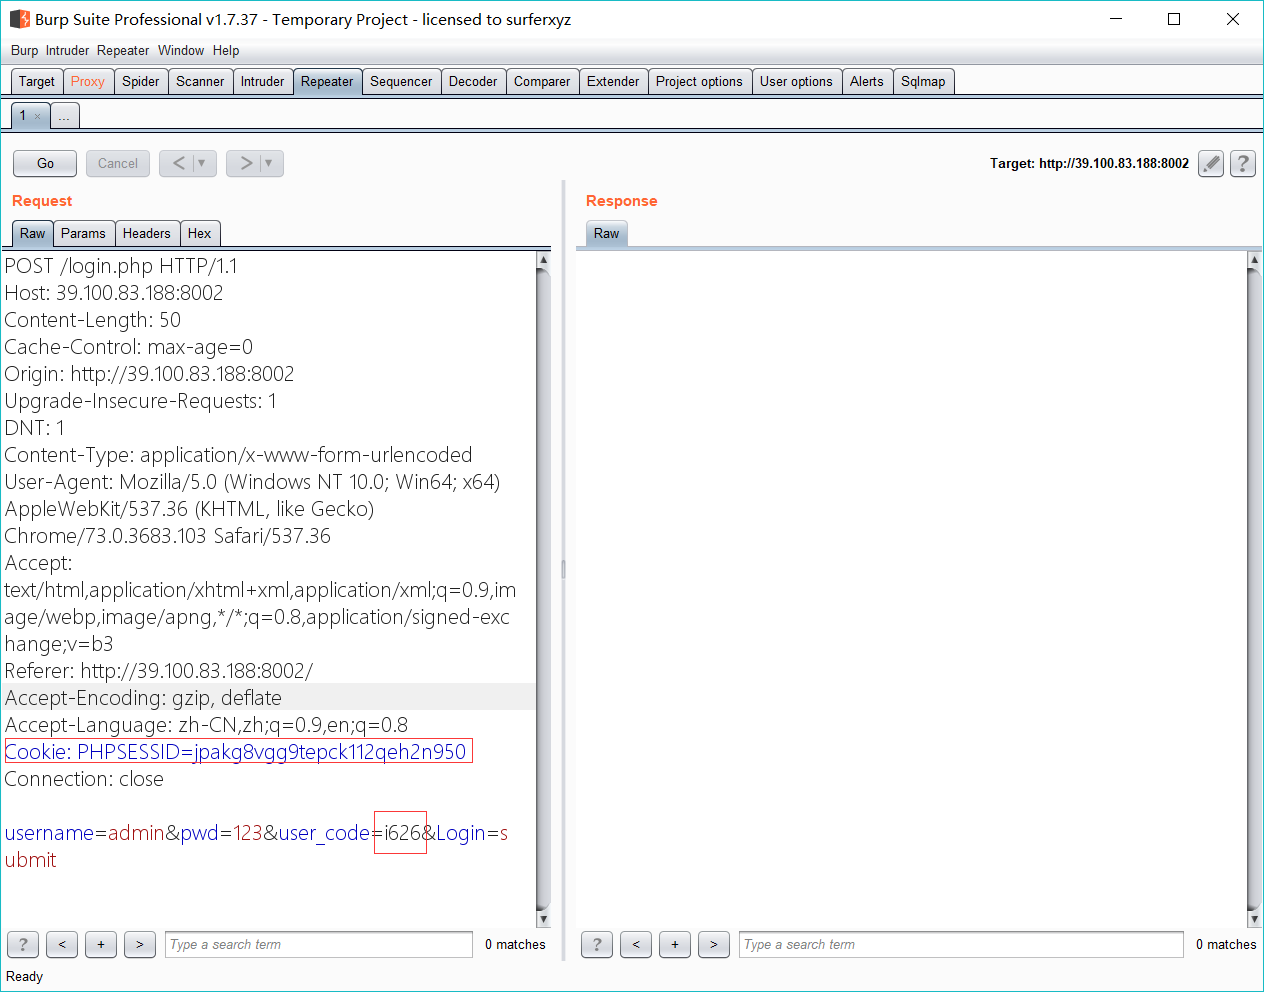 Burp Suite Professional v1.7.37 - Temporary Project - licensed to surferxyz
Burp Intruder Repeater Window Help
Target Proxy Spider Scanner Intruder Repeater Sequencer Decoder Comparer Extender Project options User options Alerts Sqlmap
1 × ...
Go Cancel < ▼ > ▼ Target: http://39.100.83.188:8002 ?
Request
Raw Params Headers Hex
POST /login.php HTTP/1.1
Host: 39.100.83.188:8002
Content-Length: 50
Cache-Control: max-age=0
Origin: http://39.100.83.188:8002
Upgrade-Insecure-Requests: 1
DNT: 1
Content-Type: application/x-www-form-urlencoded
User-Agent: Mozilla/5.0 (Windows NT 10.0; Win64; x64)
AppleWebKit/537.36 (KHTML, like Gecko)
Chrome/73.0.3683.103 Safari/537.36
Accept:
text/html,application/xhtml+xml,application/xml;q=0.9,im
age/webp,image/apng,*/*;q=0.8,application/signed-exc
hange;v=b3
Referer: http://39.100.83.188:8002/
Accept-Encoding: gzip, deflate
Accept-Language: zh-CN,zh;q=0.9,en;q=0.8
Cookie: PHPSESSID=jpakg8vgg9tepck112qeh2n950
Connection: close
username=admin&pwd=123&user_code=i626&Login=s
ubmit
? < + > Type a search term 0 matches
Response
Raw
? < + > Type a search term 0 matches
Ready